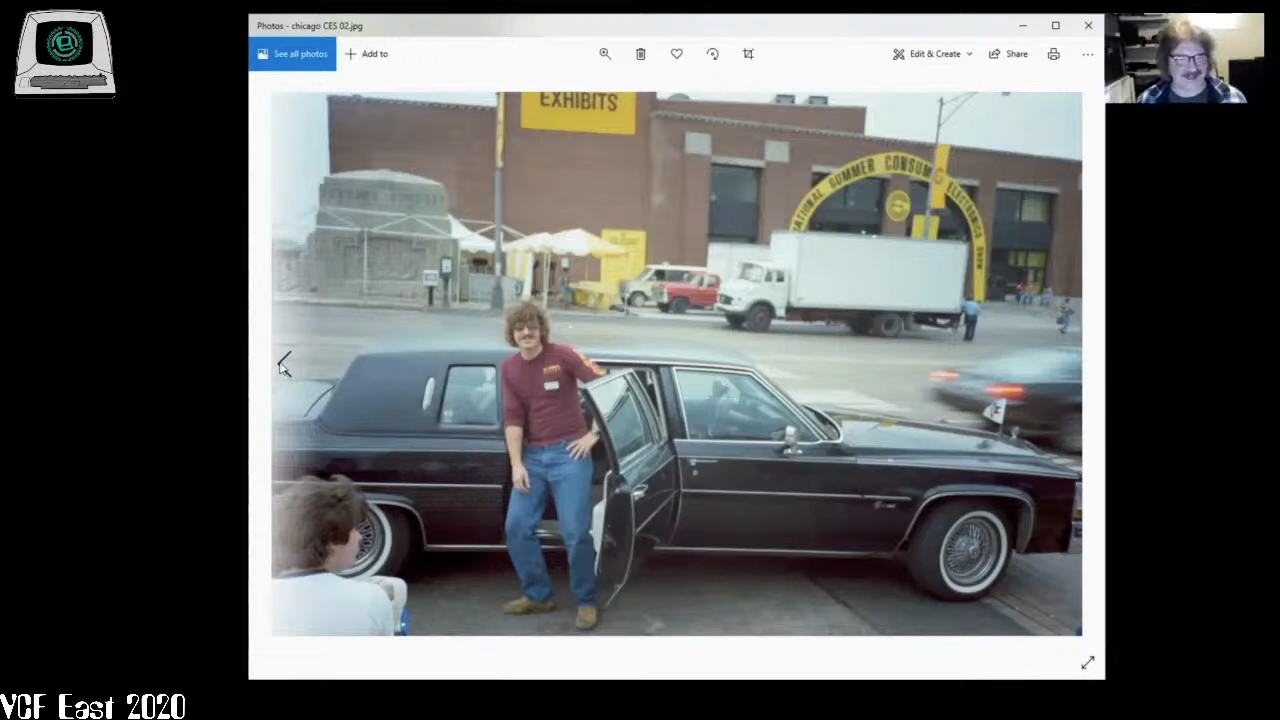 Photos - chicago CES 02.jpg
See all photos
Add to
Edit & Create
Share
EXHIBITS
NATIONAL SUMMER CONSUMER ELECTRONICS SHOW
VCF East 2020